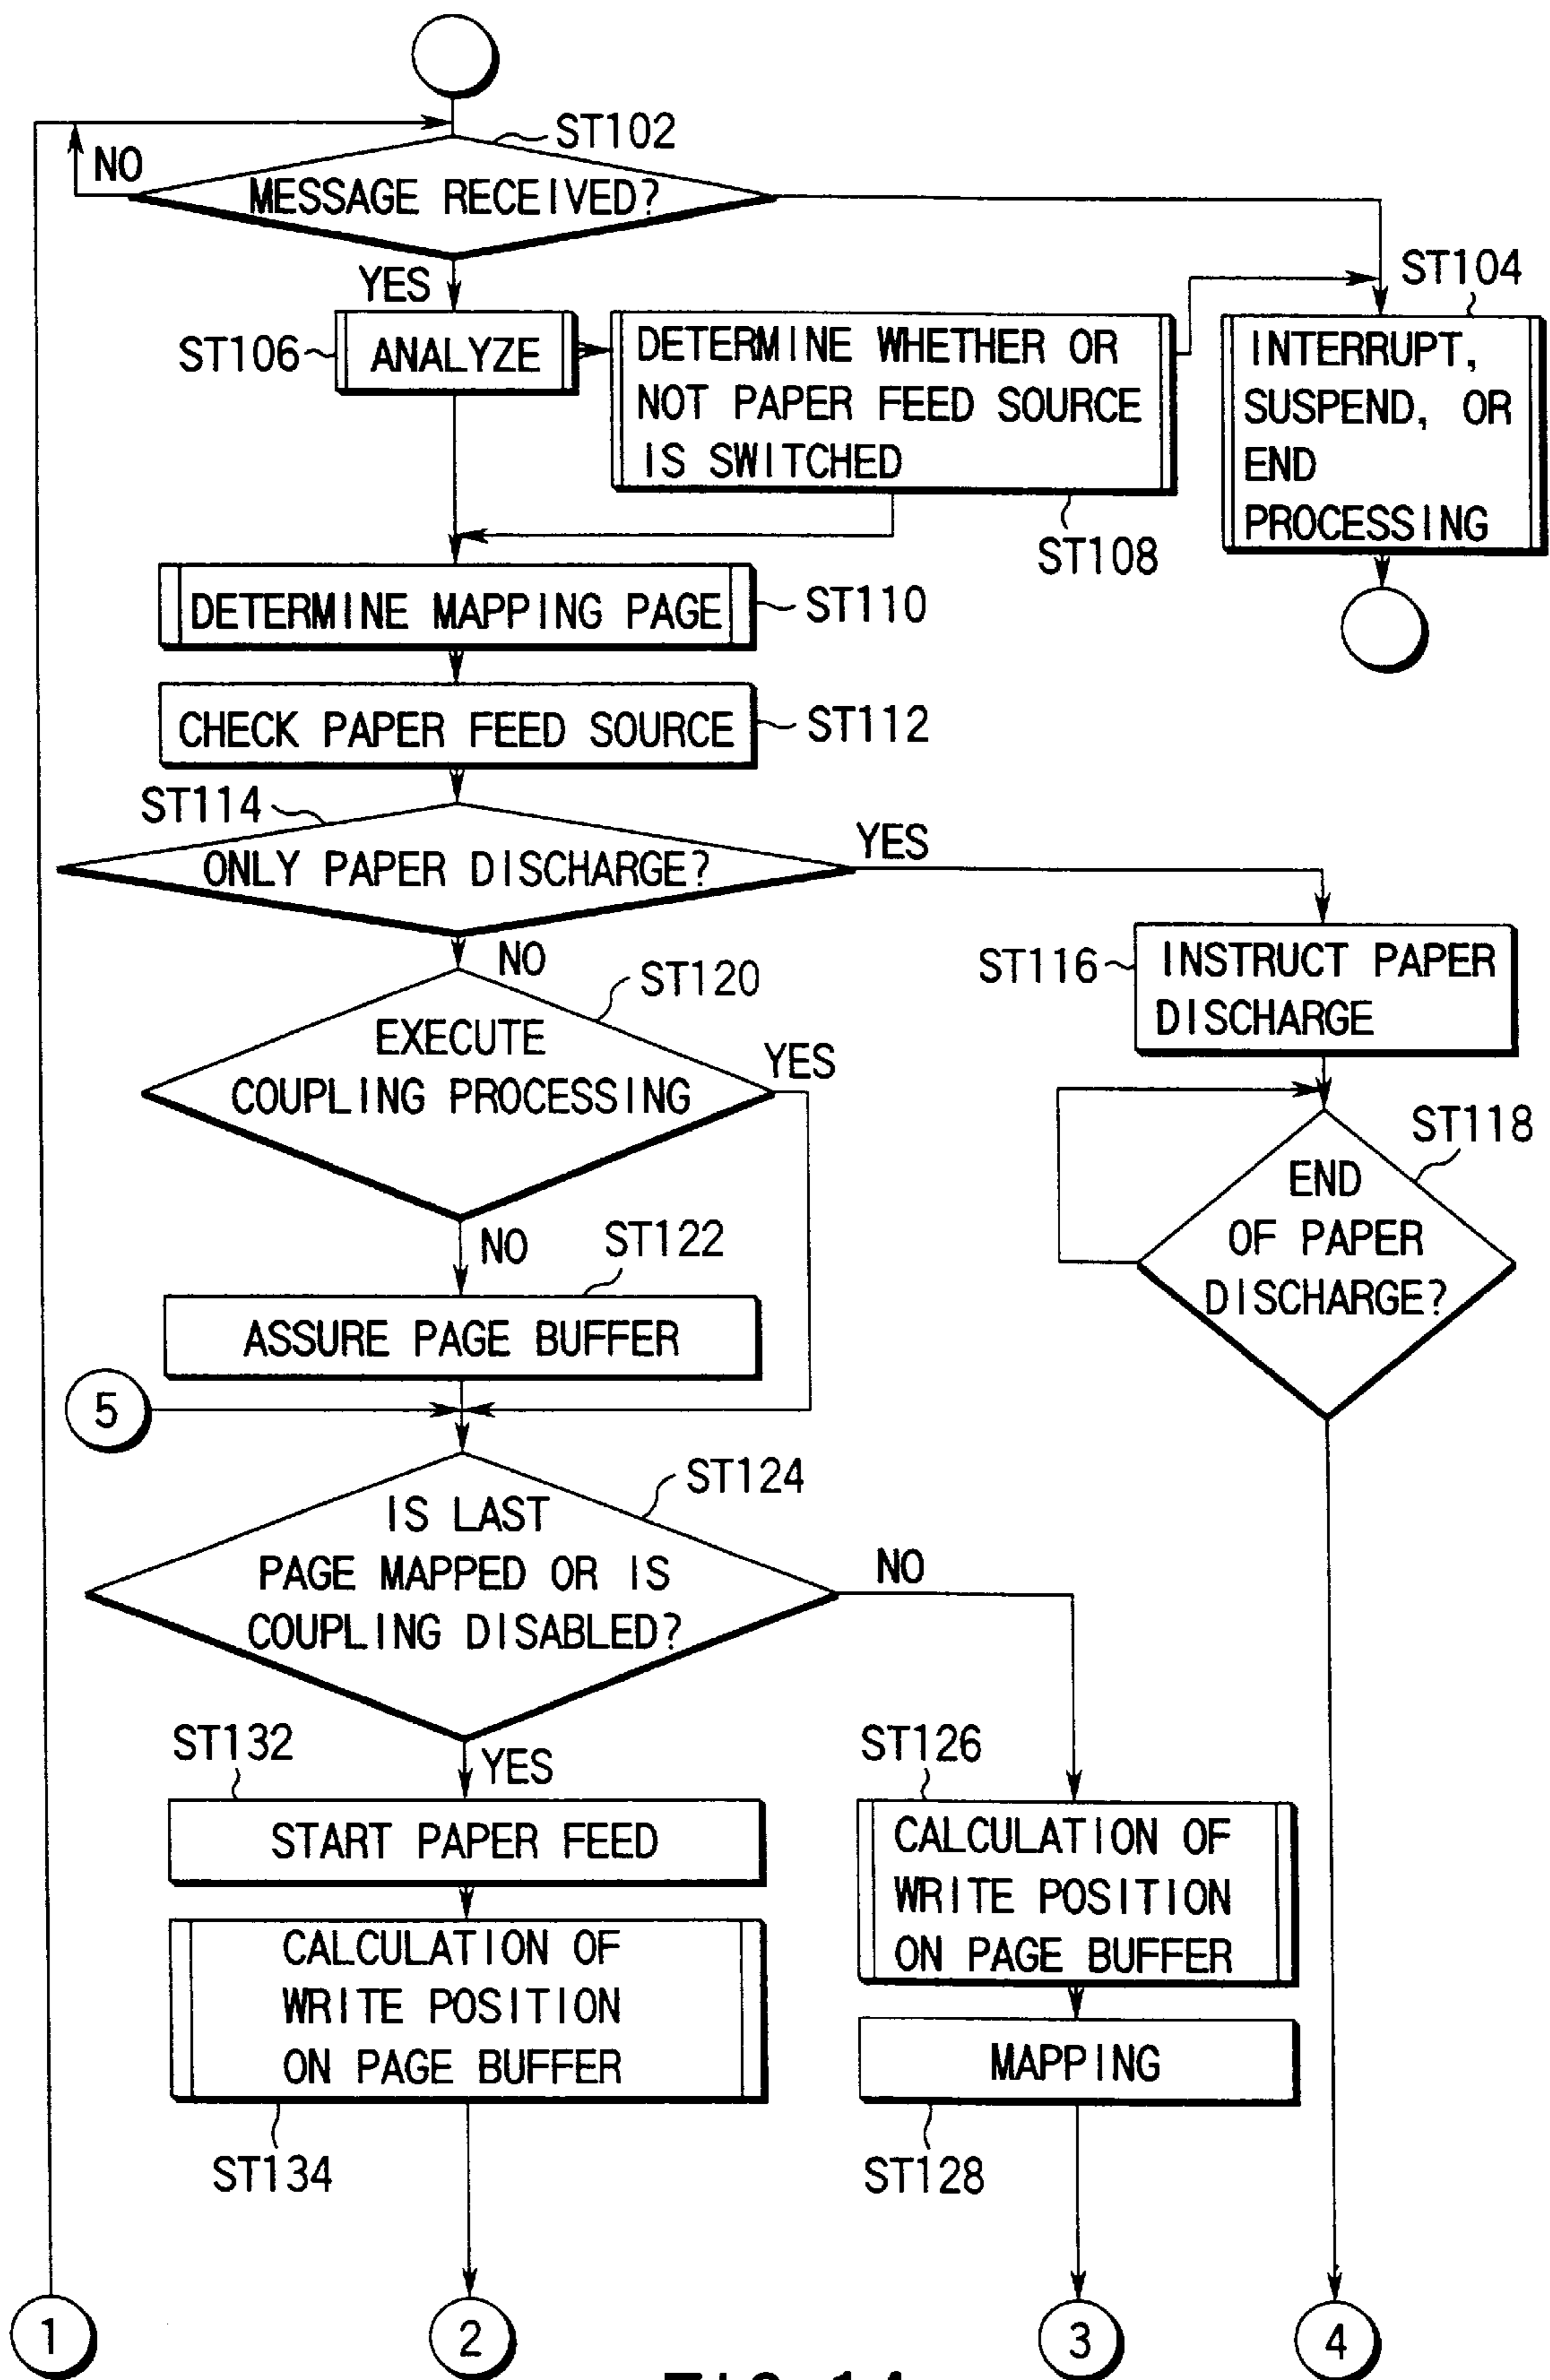 ST102
NO
MESSAGE RECEIVED?
YES
ST104
ST106
ANALYZE
DETERMINE WHETHER OR
NOT PAPER FEED SOURCE
IS SWITCHED
ST108
INTERRUPT,
SUSPEND, OR
END
PROCESSING
DETERMINE MAPPING PAGE
ST110
CHECK PAPER FEED SOURCE
ST112
ST114
ONLY PAPER DISCHARGE?
YES
NO
ST116
INSTRUCT PAPER
DISCHARGE
ST120
EXECUTE
COUPLING PROCESSING
YES
NO
ST118
END
OF PAPER
DISCHARGE?
ST122
ASSURE PAGE BUFFER
5
ST124
IS LAST
PAGE MAPPED OR IS
COUPLING DISABLED?
NO
YES
ST132
START PAPER FEED
ST126
CALCULATION OF
WRITE POSITION
ON PAGE BUFFER
CALCULATION OF
WRITE POSITION
ON PAGE BUFFER
ST134
MAPPING
ST128
1
2
3
4